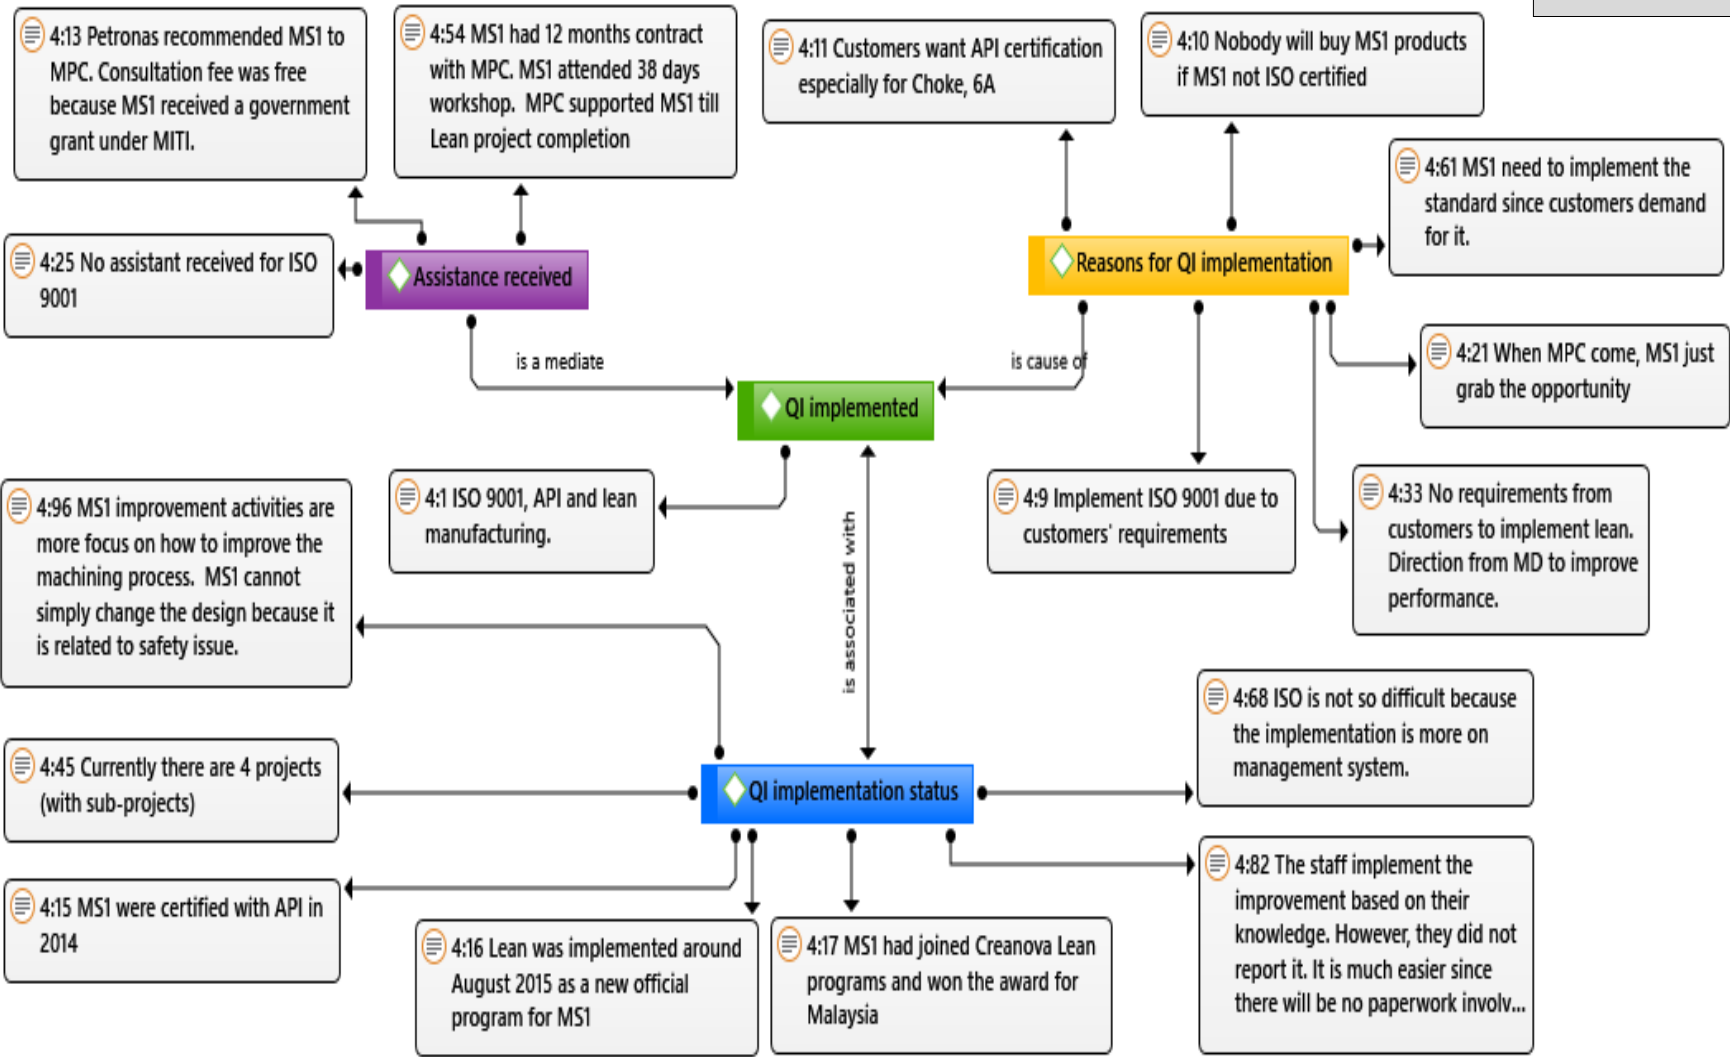 4:13 Petronas recommended MS1 to
MPC. Consultation fee was free
because MS1 received a government
grant under MITI.
4:54 MS1 had 12 months contract
with MPC. MS1 attended 38 days
workshop. MPC supported MS1 till
Lean project completion
4:11 Customers want API certification
especially for Choke, 6A
4:10 Nobody will buy MS1 products
if MS1 not ISO certified
4:61 MS1 need to implement the
standard since customers demand
for it.
4:25 No assistant received for ISO
9001
Assistance received
Reasons for QI implementation
is a mediate
is cause of
4:21 When MPC come, MS1 just
grab the opportunity
QI implemented
4:96 MS1 improvement activities are
more focus on how to improve the
machining process. MS1 cannot
simply change the design because it
is related to safety issue.
4:1 ISO 9001, API and lean
manufacturing.
is associated with
4:9 Implement ISO 9001 due to
customers' requirements
4:33 No requirements from
customers to implement lean.
Direction from MD to improve
performance.
4:68 ISO is not so difficult because
the implementation is more on
management system.
4:45 Currently there are 4 projects
(with sub-projects)
QI implementation status
4:15 MS1 were certified with API in
2014
4:16 Lean was implemented around
August 2015 as a new official
program for MS1
4:17 MS1 had joined Creanova Lean
programs and won the award for
Malaysia
4:82 The staff implement the
improvement based on their
knowledge. However, they did not
report it. It is much easier since
there will be no paperwork involv...